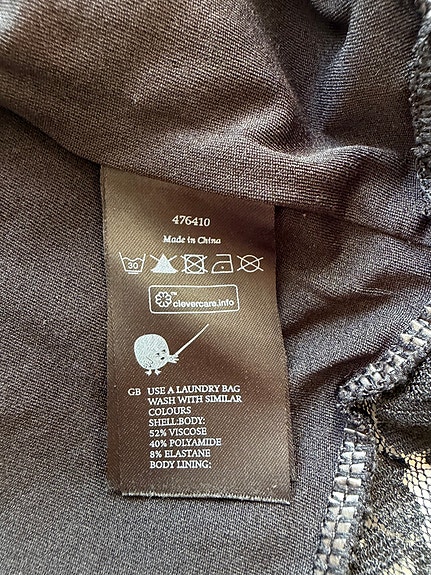 476410
Made in China
30
clevercare.info
GB USE A LAUNDRY BAG
WASH WITH SIMILAR
COLOURS
SHELL:BODY:
52% VISCOSE
40% POLYAMIDE
8% ELASTANE
BODY LINING: